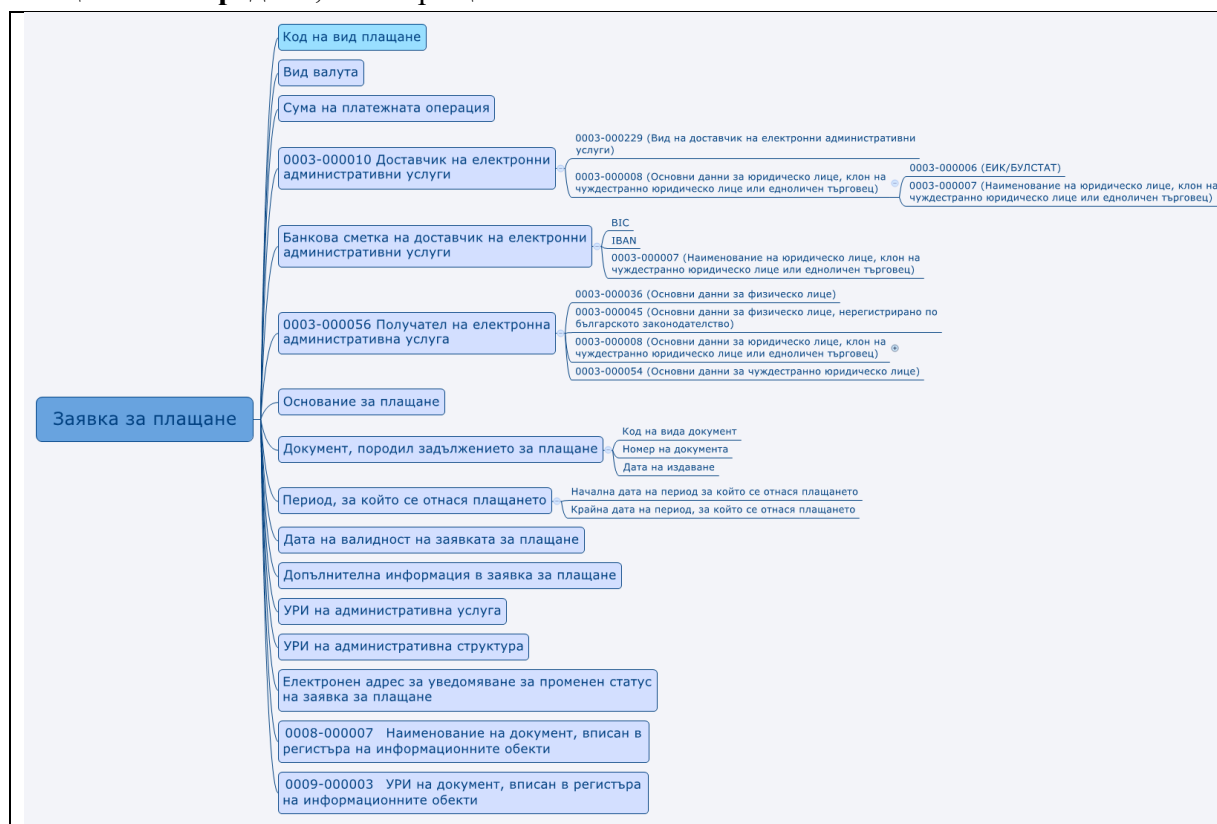 Код на вид плащане
Вид валута
Сума на платежната операция
0003-000010 Доставчик на електронни
административни услуги
0003-000229 (Вид на доставчик на електронни административни
услуги)
0003-000008 (Основни данни за юридическо лице, клон на
чуждестранно юридическо лице или едноличен търговец)
0003-000006 (ЕИК/БУЛСТАТ)
0003-000007 (Наименование на юридическо лице, клон на
чуждестранно юридическо лице или едноличен търговец)
Банкова сметка на доставчик на електронни
административни услуги
BIC
IBAN
0003-000007 (Наименование на юридическо лице, клон на
чуждестранно юридическо лице или едноличен търговец)
0003-000056 Получател на електронна
административна услуга
0003-000036 (Основни данни за физическо лице)
0003-000045 (Основни данни за физическо лице, нерегистрирано по
българското законодателство)
0003-000008 (Основни данни за юридическо лице, клон на
чуждестранно юридическо лице или едноличен търговец)
0003-000054 (Основни данни за чуждестранно юридическо лице)
Заявка за плащане
Основание за плащане
Документ, породил задължението за плащане
Код на вида документ
Номер на документа
Дата на издаване
Период, за който се отнася плащането
Начална дата на период за който се отнася плащането
Крайна дата на период, за който се отнася плащането
Дата на валидност на заявката за плащане
Допълнителна информация в заявка за плащане
УРИ на административна услуга
УРИ на административна структура
Електронен адрес за уведомяване за променен статус
на заявка за плащане
0008-000007 Наименование на документ, вписан в
регистъра на информационните обекти
0009-000003 УРИ на документ, вписан в регистъра
на информационните обекти